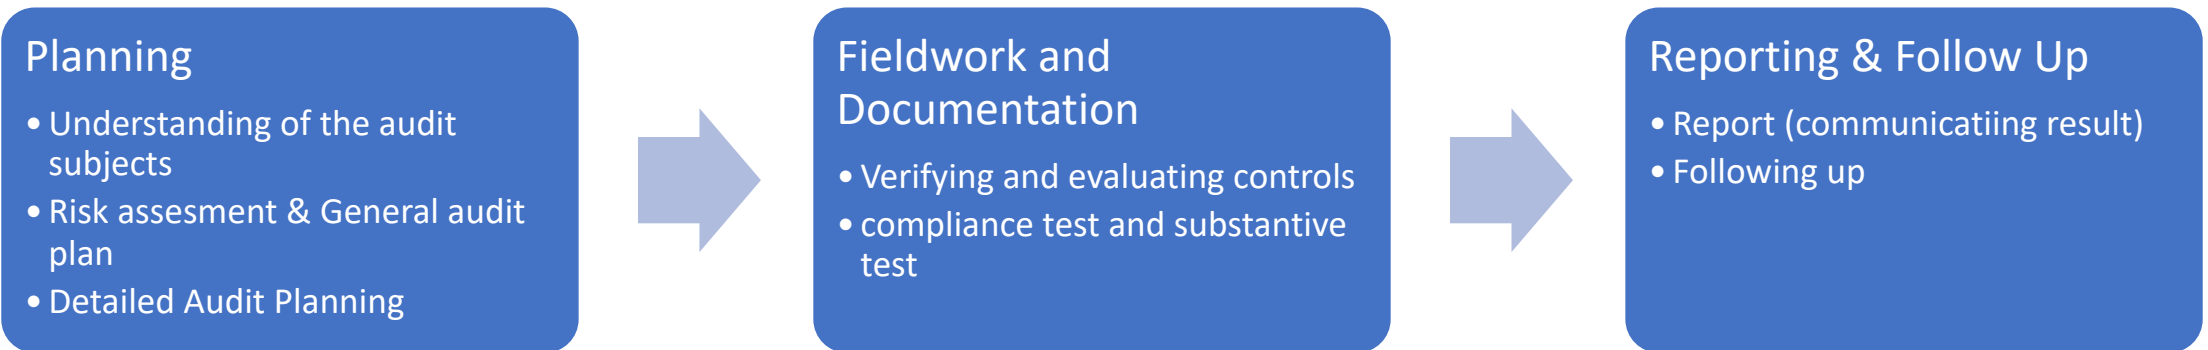 Planning
• Understanding of the audit
subjects
• Risk assesment & General audit
plan
• Detailed Audit Planning
Fieldwork and
Documentation
• Verifying and evaluating controls
• compliance test and substantive
test
Reporting & Follow Up
• Report (communicatiing result)
• Following up